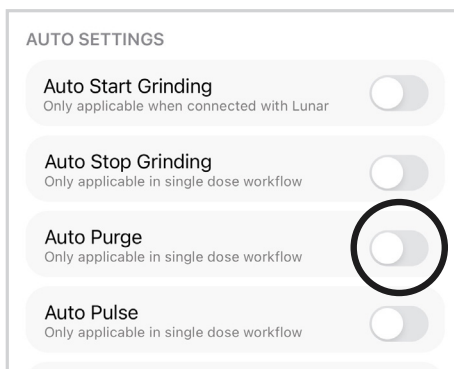 AUTO SETTINGS
Auto Start Grinding
Only applicable when connected with Lunar
Auto Stop Grinding
Only applicable in single dose workflow
Auto Purge
Only applicable in single dose workflow
Auto Pulse
Only applicable in single dose workflow